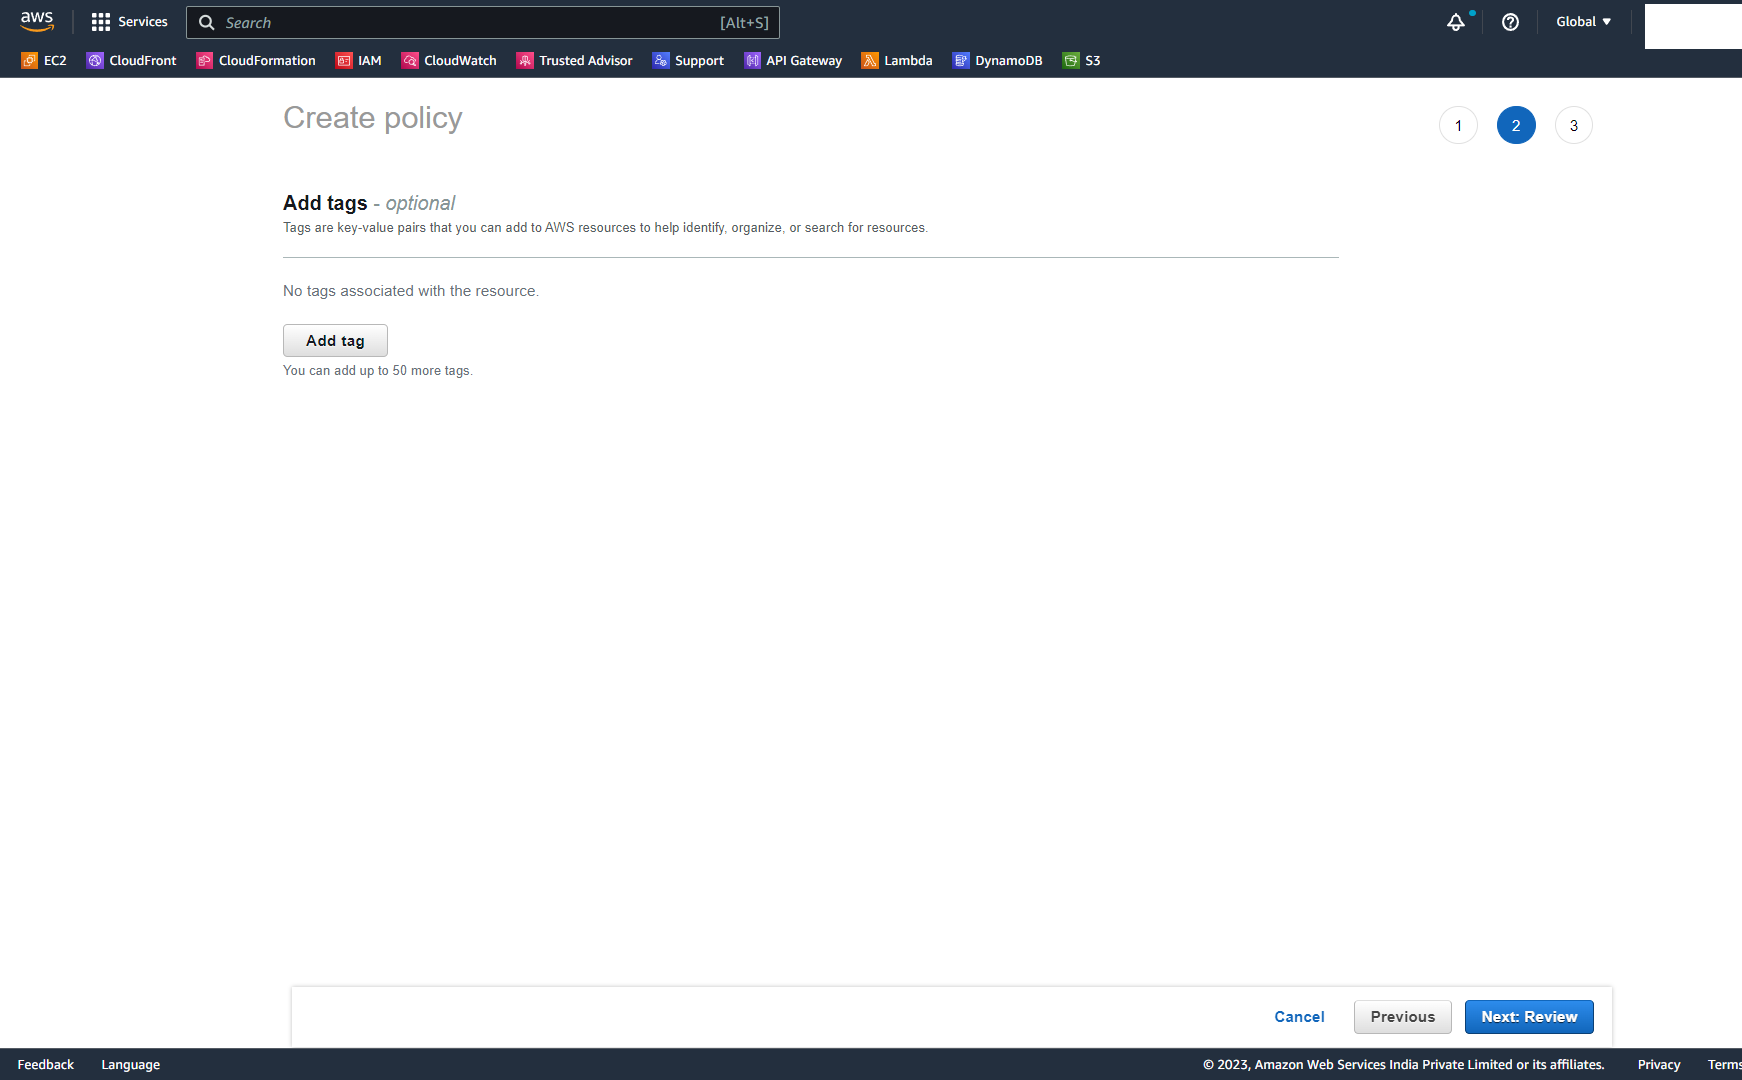 aws
Services
Search
[Alt+S]
Global
EC2
CloudFront
CloudFormation
IAM
CloudWatch
Trusted Advisor
Support
API Gateway
Lambda
DynamoDB
S3
Create policy
1
2
3
Add tags - optional
Tags are key-value pairs that you can add to AWS resources to help identify, organize, or search for resources.
No tags associated with the resource.
Add tag
You can add up to 50 more tags.
Cancel
Previous
Next: Review
Feedback
Language
© 2023, Amazon Web Services India Private Limited or its affiliates.
Privacy
Terms